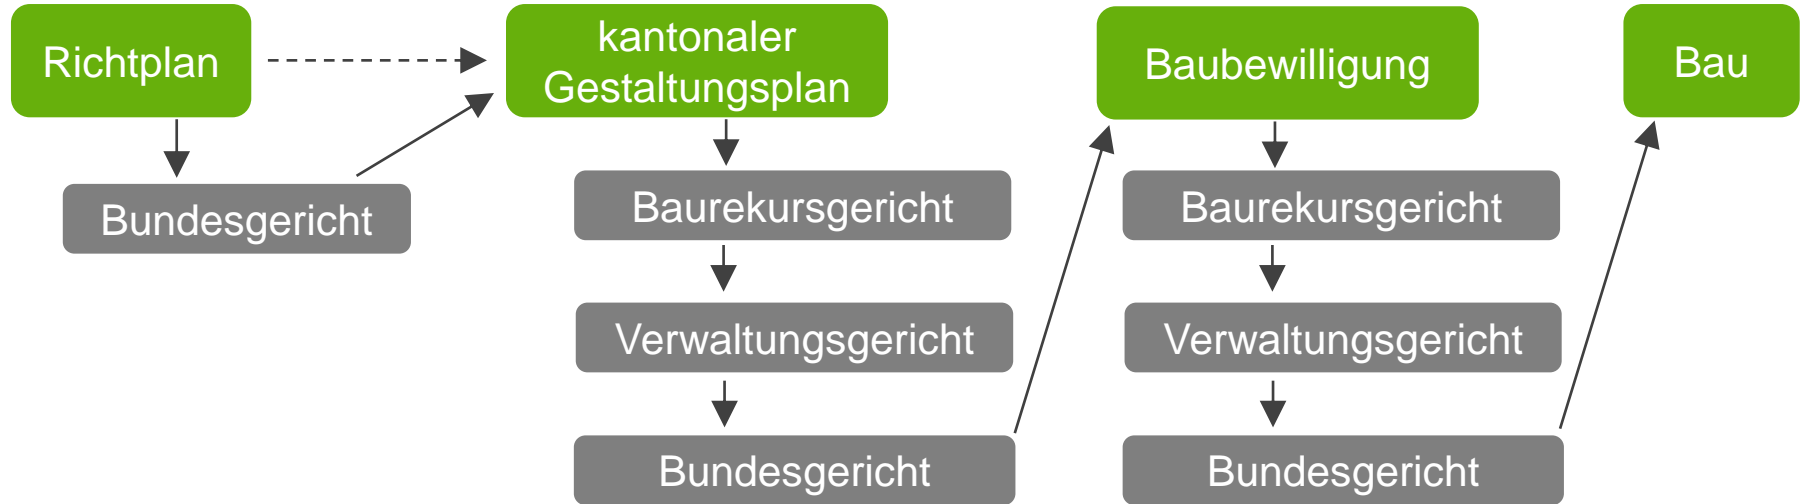 Richtplan
kantonaler
Gestaltungsplan
Baubewilligung
Bau
Bundesgericht
Baurekursgericht
Baurekursgericht
Verwaltungsgericht
Verwaltungsgericht
Bundesgericht
Bundesgericht